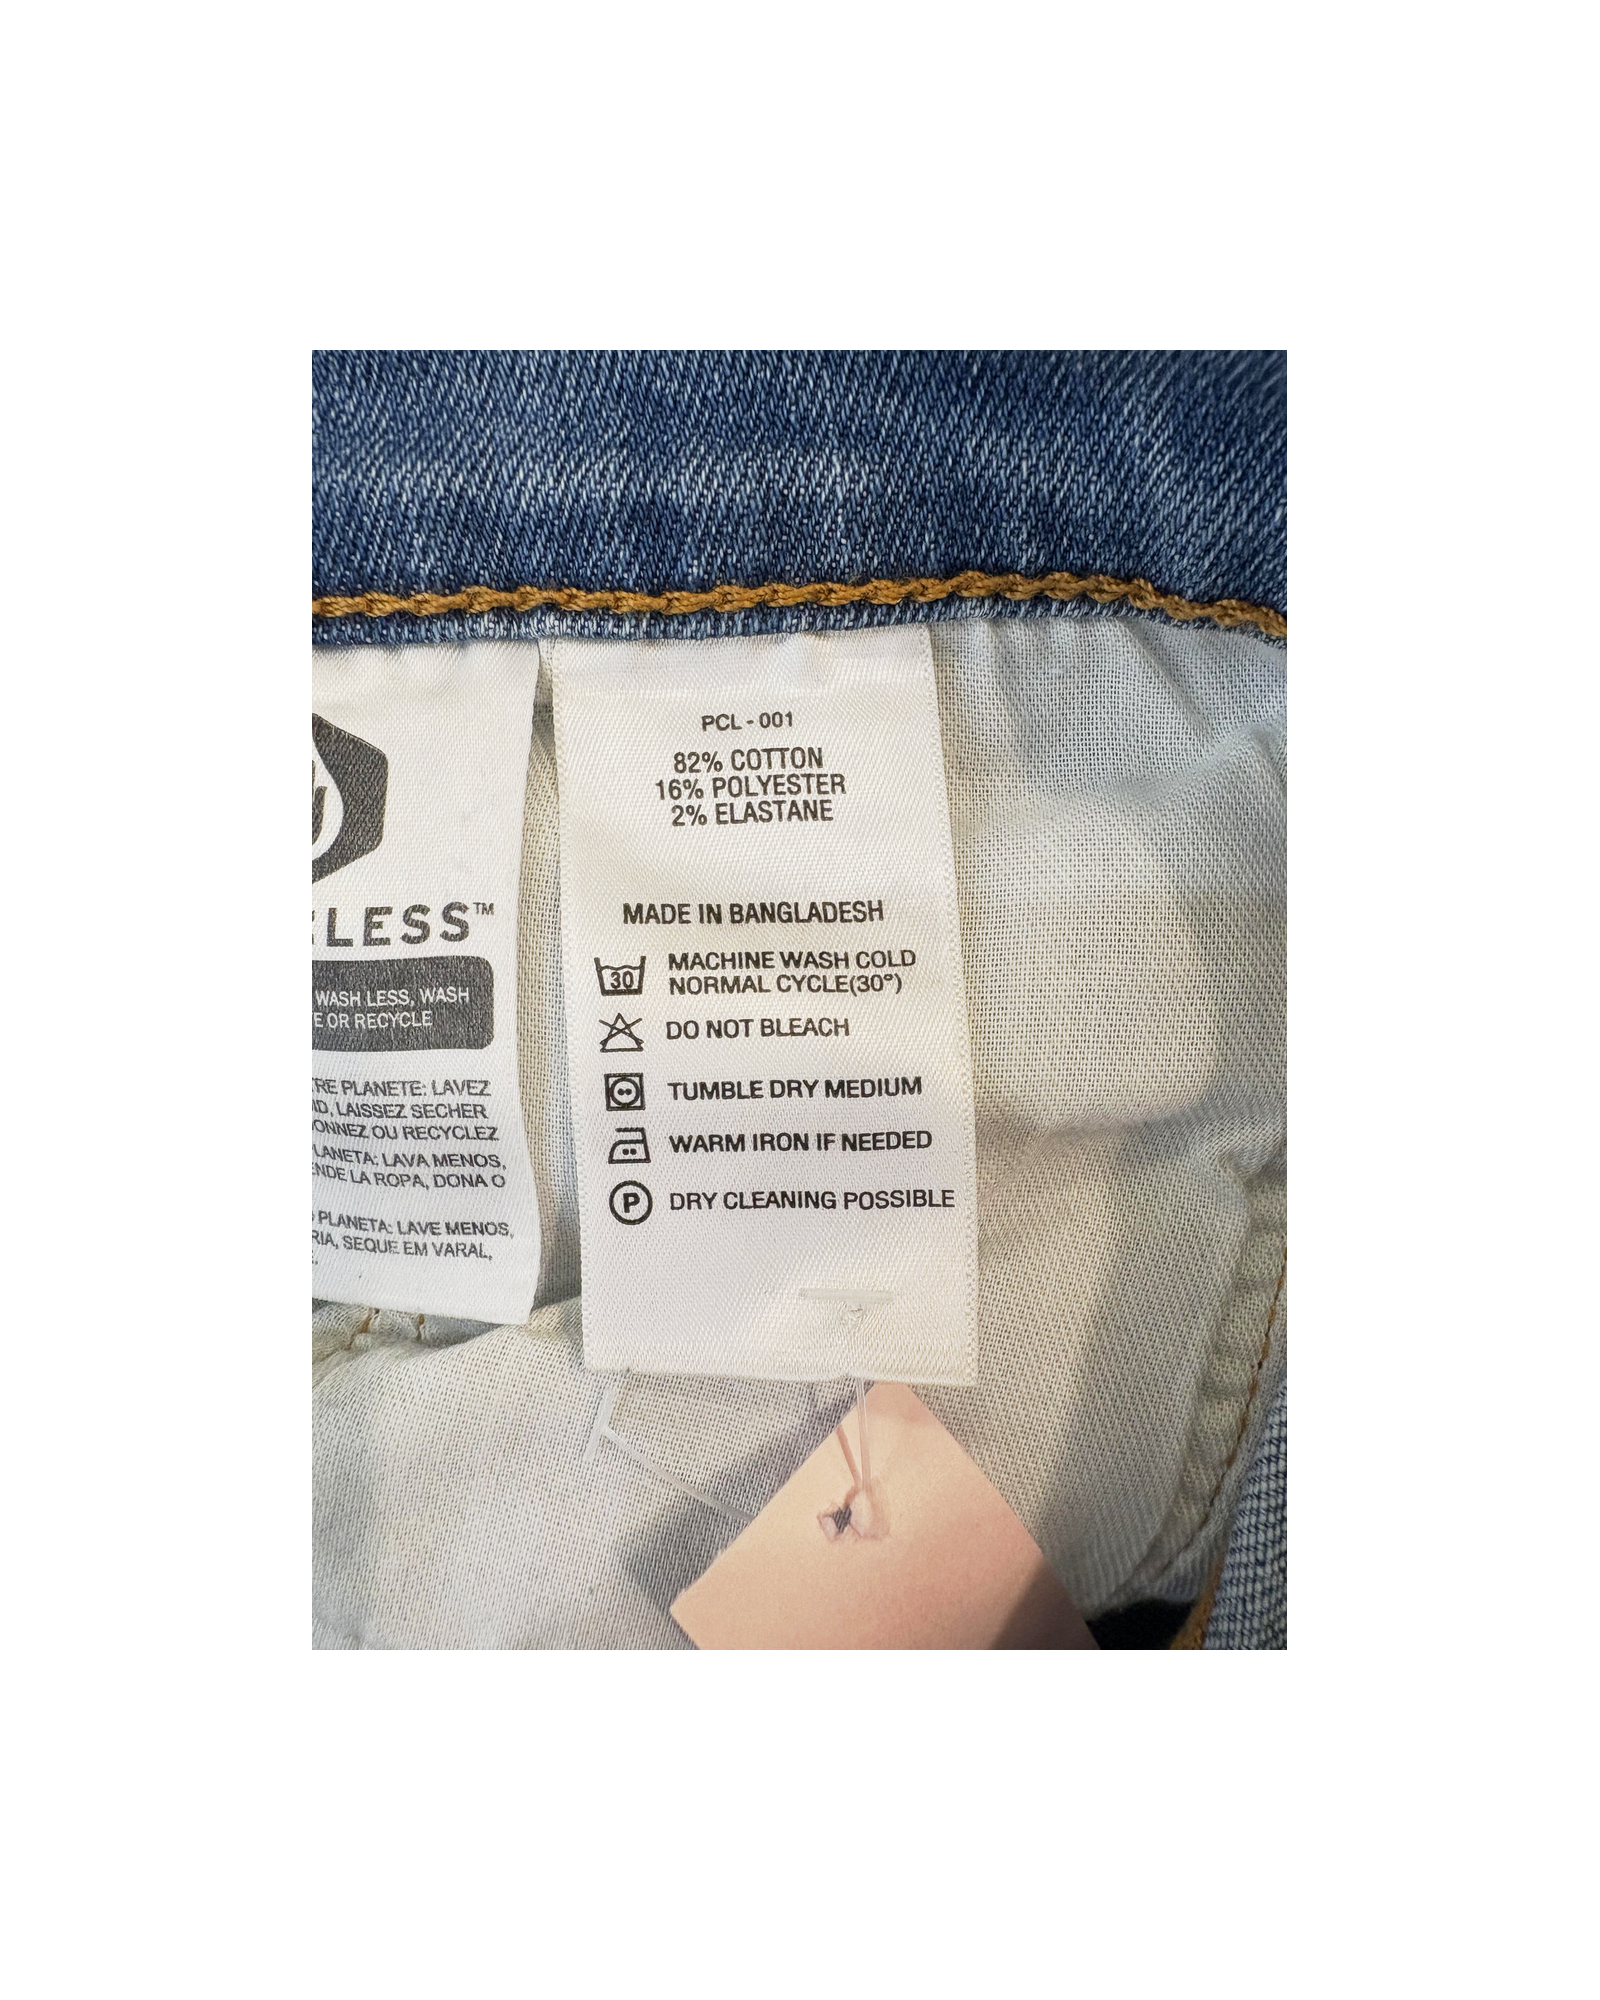 LESS™
WASH LESS, WASH
E OR RECYCLE
RE PLANETE: LAVEZ
D, LAISSEZ SECHER
ONNEZ OU RECYCLEZ
LANETA: LAVA MENOS,
NDE LA ROPA, DONA O
PLANETA: LAVE MENOS,
RIA, SEQUE EM VARAL,
PCL - 001
82% COTTON
16% POLYESTER
2% ELASTANE
MADE IN BANGLADESH
30
MACHINE WASH COLD
NORMAL CYCLE(30°)
DO NOT BLEACH
TUMBLE DRY MEDIUM
WARM IRON IF NEEDED
P DRY CLEANING POSSIBLE